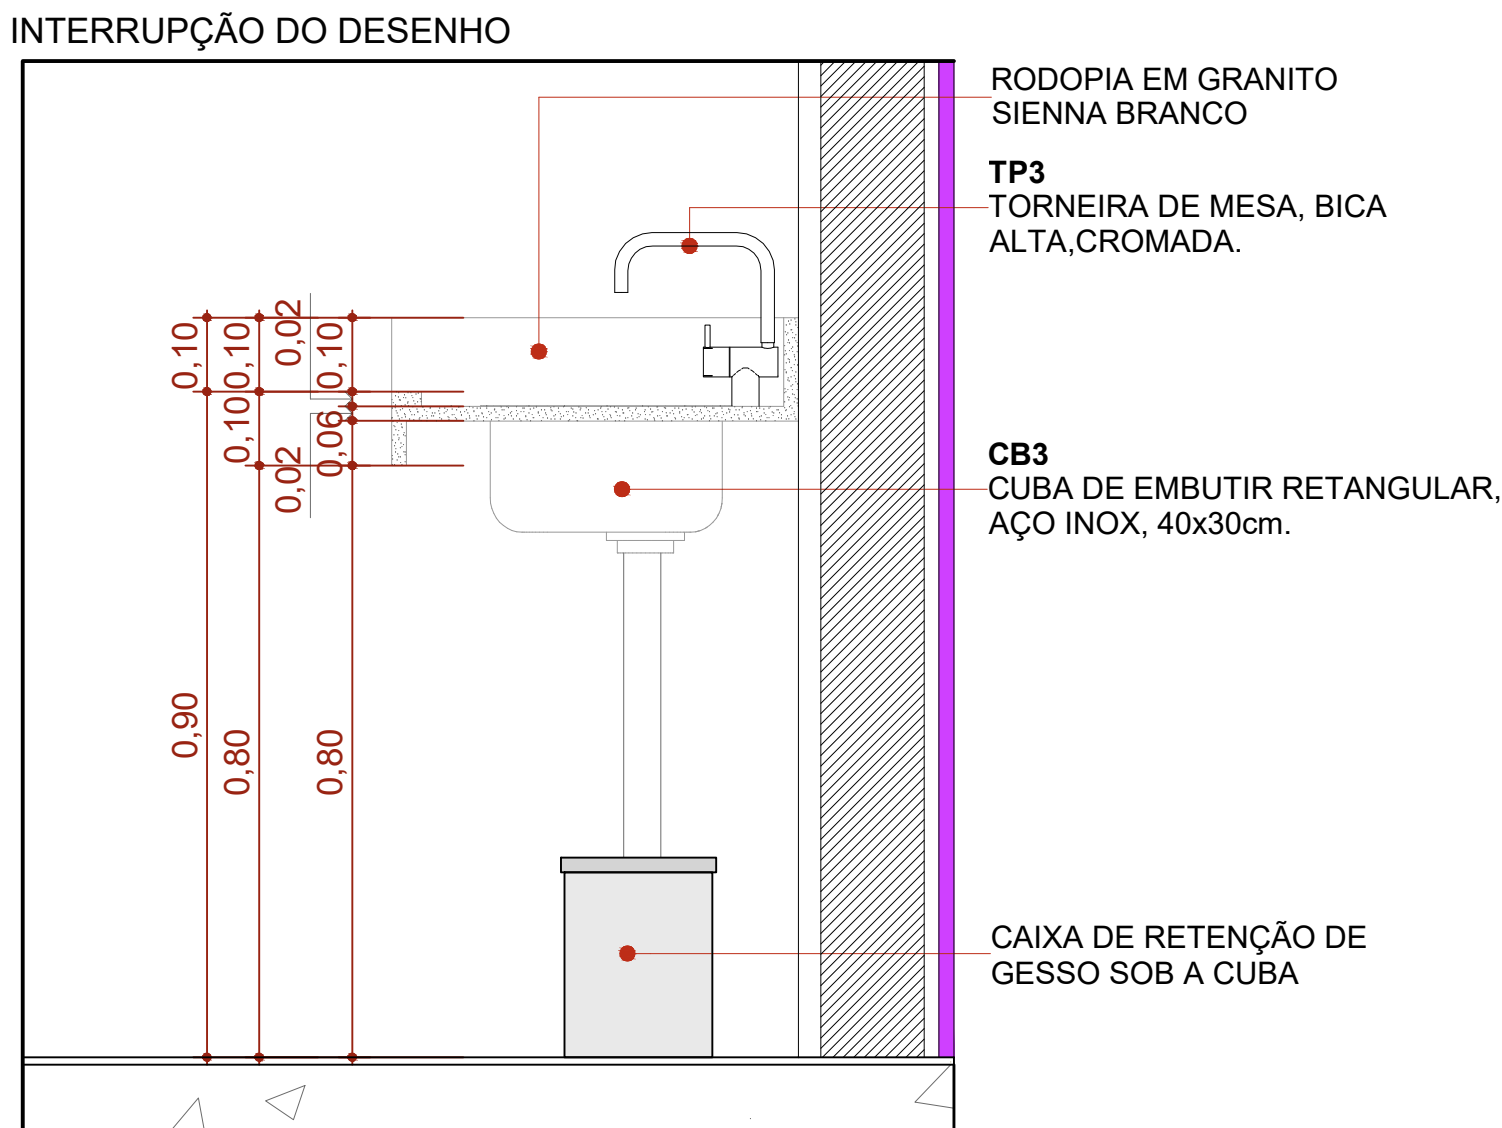 INTERRUPÇÃO DO DESENHO
RODOPIA EM GRANITO
SIENNA BRANCO
TP3
TORNEIRA DE MESA, BICA
ALTA,CROMADA.
0,10
0,10
0,02
0,10
0,10
0,06
0,02
CB3
CUBA DE EMBUTIR RETANGULAR,
AÇO INOX, 40x30cm.
0,90
0,80
0,80
CAIXA DE RETENÇÃO DE
GESSO SOB A CUBA